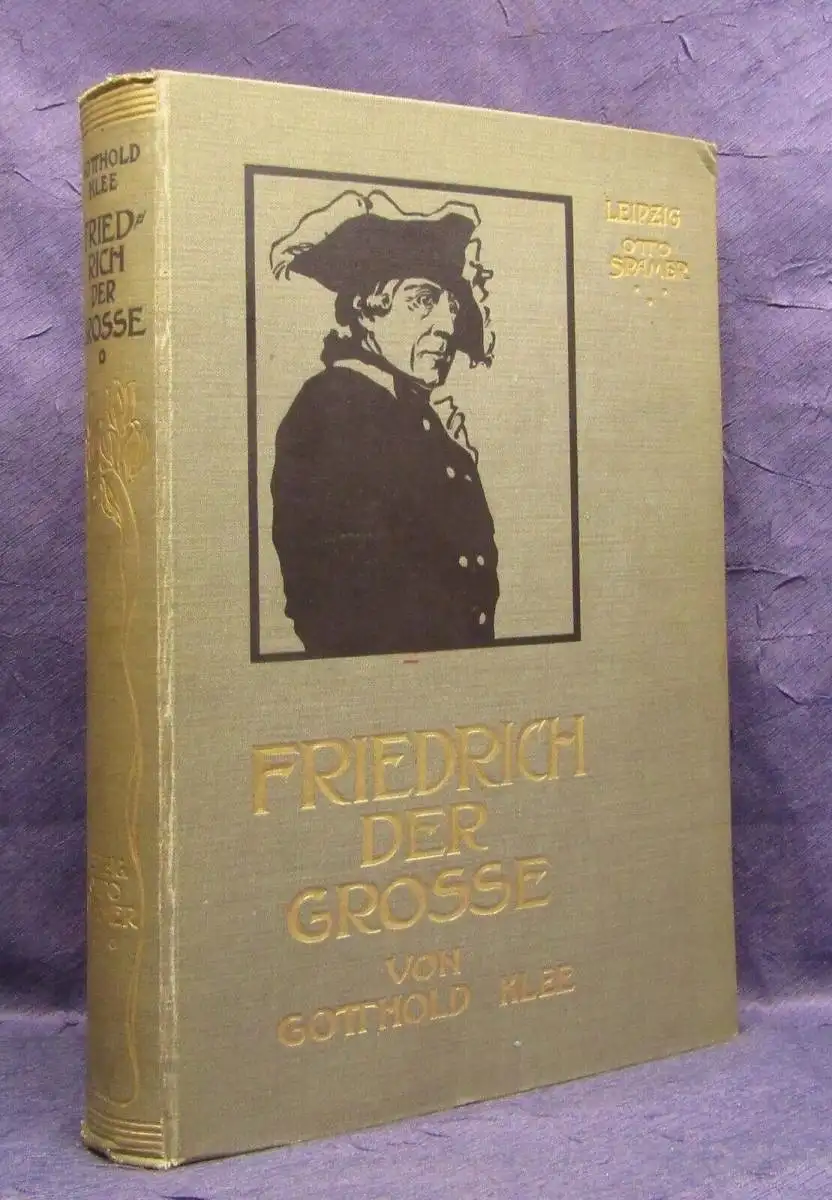 GOTTHOLD
KLEE
FRIED=
RICH
DER
GROSSE
LEIPZIG
OTTO
SPAMER
FRIEDRICH
DER
GROSSE
VON
GOTTHOLD KLEE